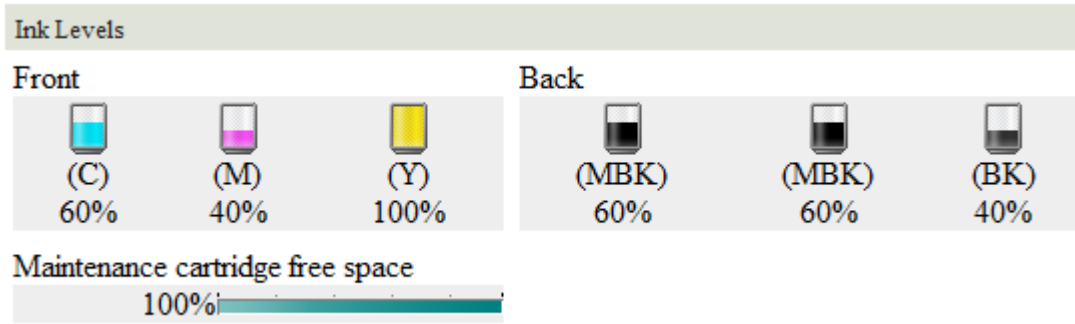 Ink Levels
Front Back
(C) (M) (Y) (MBK) (MBK) (BK)
60% 40% 100% 60% 60% 40%
Maintenance cartridge free space
100%